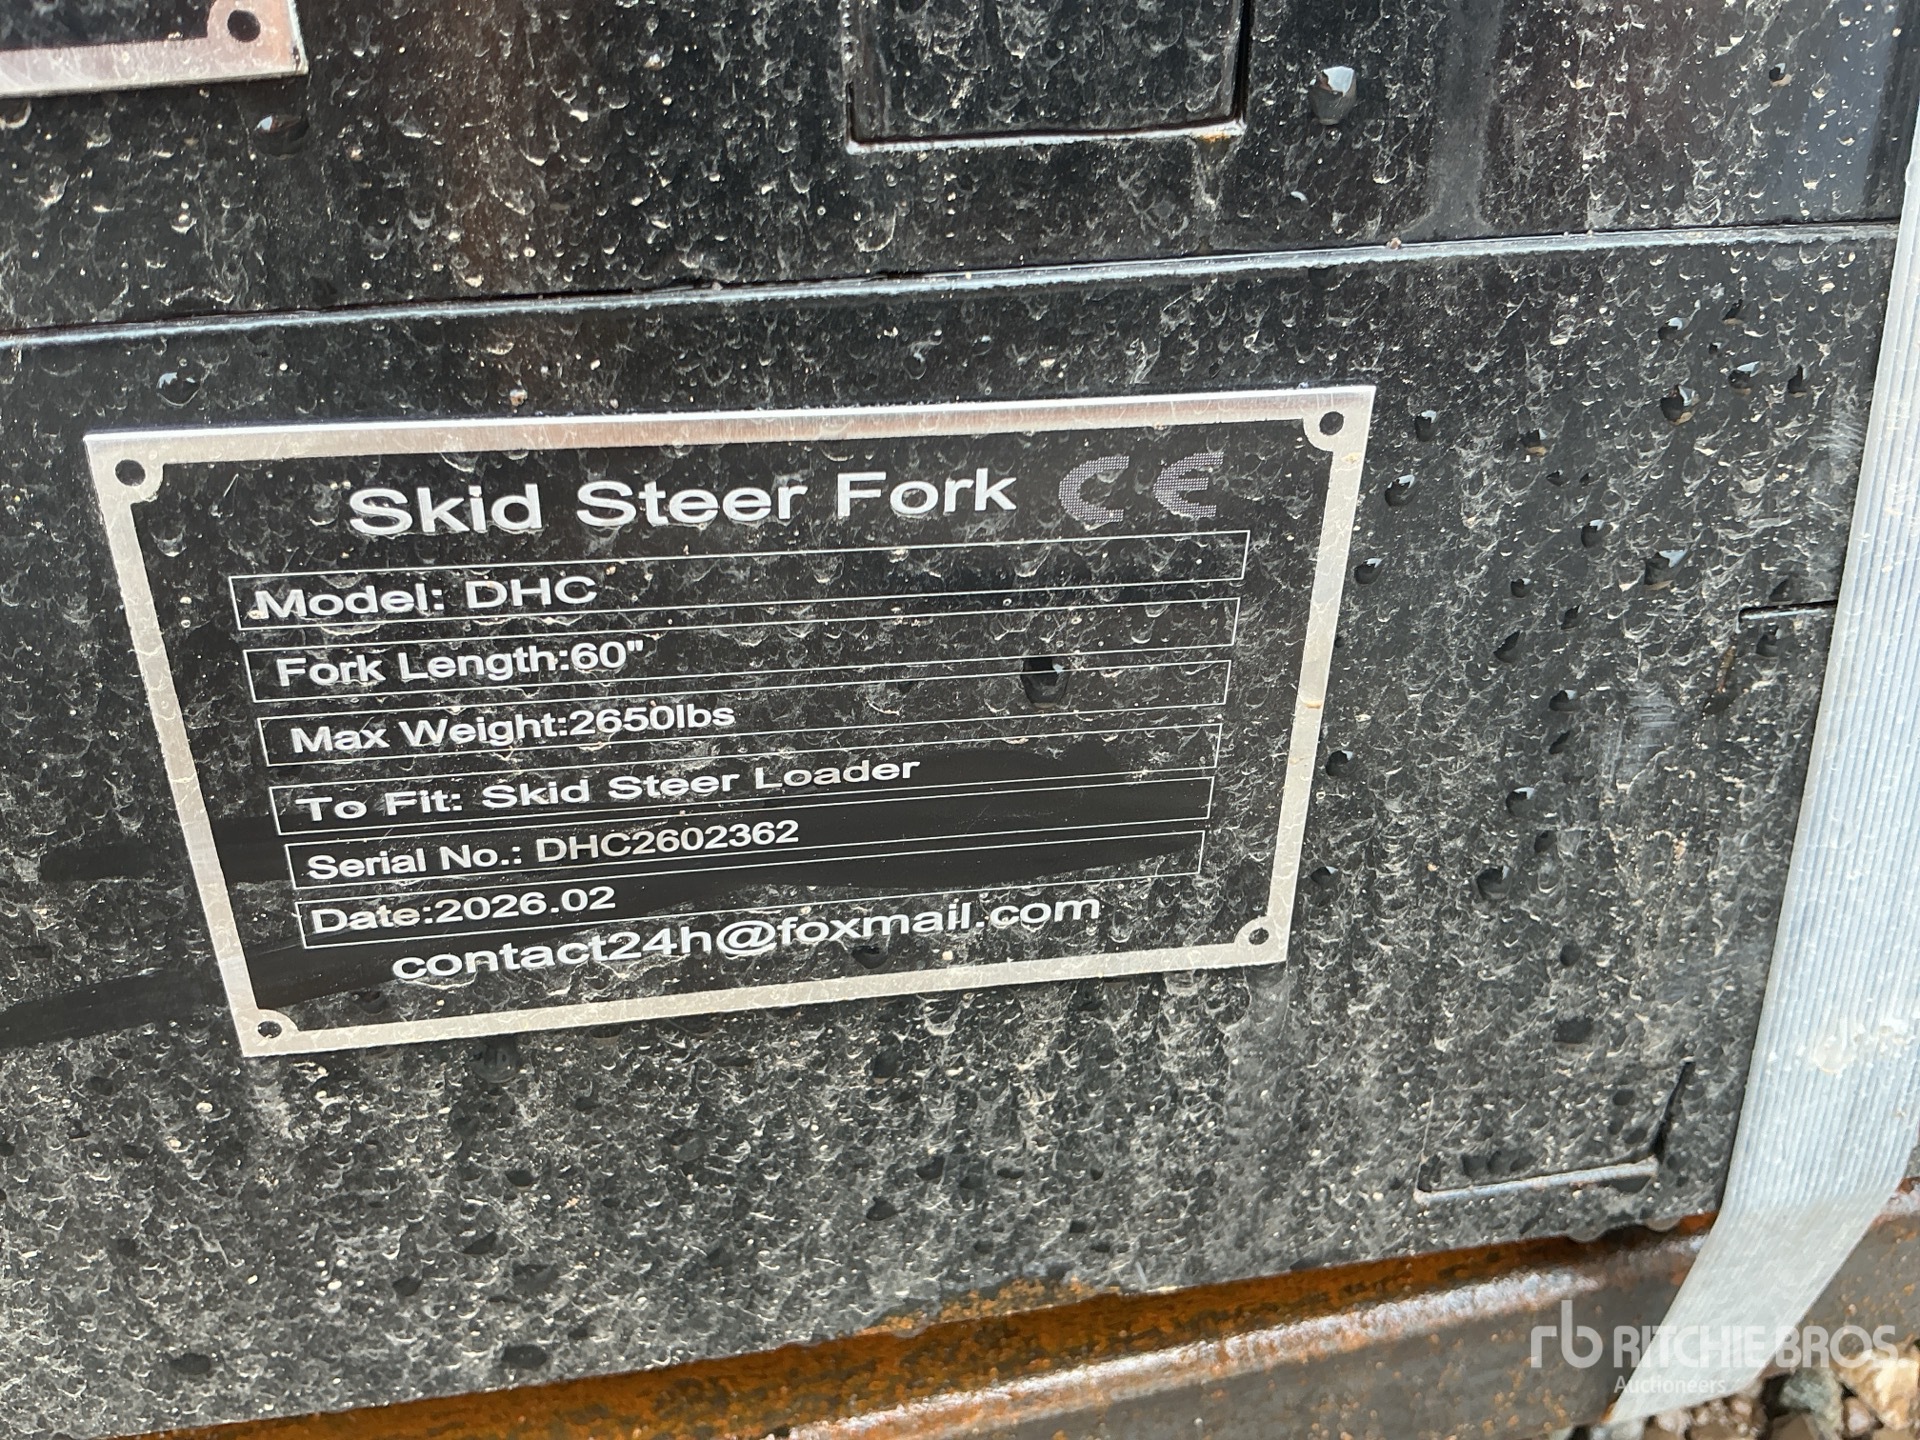 Skid Steer Fork CE
Model: DHC
Fork Length:60"
Max Weight:2650lbs
To Fit: Skid Steer Loader
Serial No.: DHC2602362
Date:2026.02
contact24h@foxmail.com
rb RITCHIE BROS.
Auctioneers